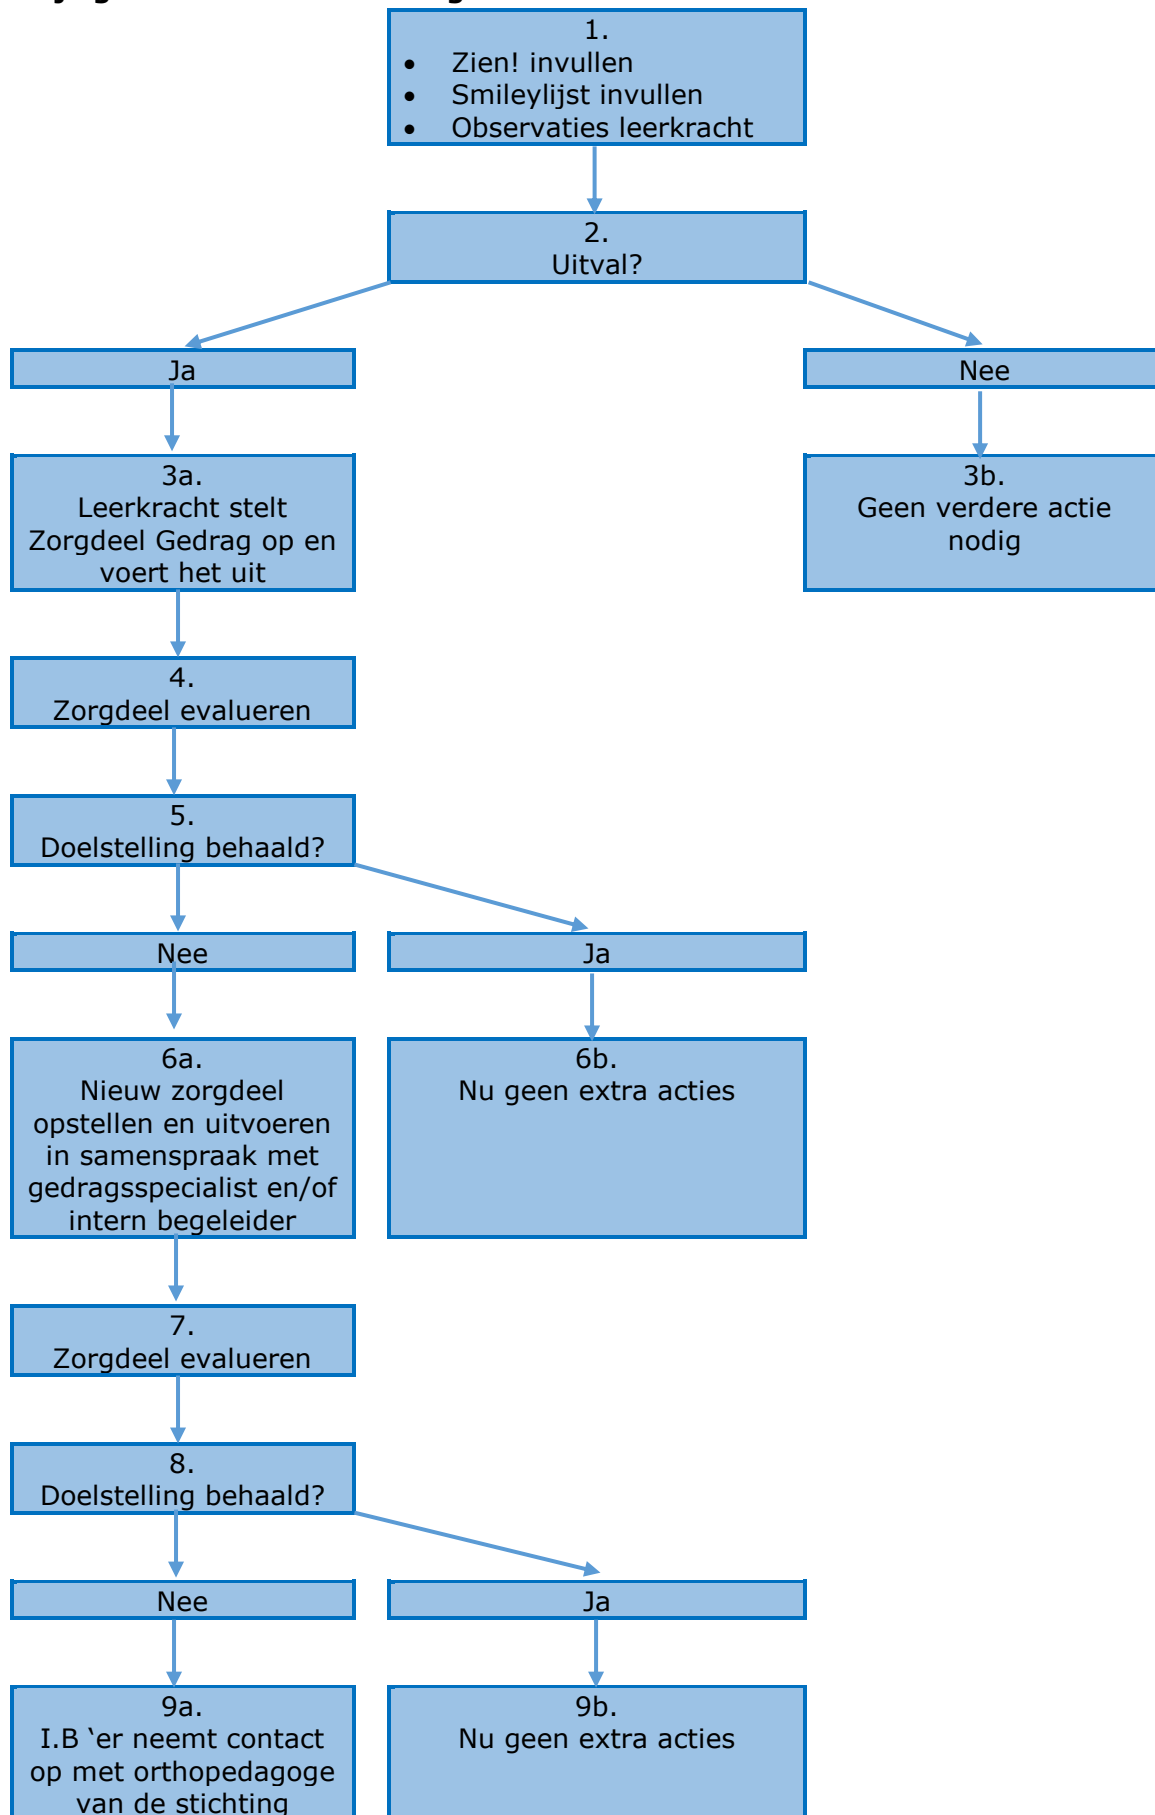 1.
• Zien! invullen
• Smileylijst invullen
• Observaties leerkracht
2.
Uitval?
Ja
Nee
3a.
Leerkracht stelt
Zorgdeel Gedrag op en
voert het uit
3b.
Geen verdere actie
nodig
4.
Zorgdeel evalueren
5.
Doelstelling behaald?
Nee
Ja
6a.
Nieuw zorgdeel
opstellen en uitvoeren
in samenspraak met
gedragsspecialist en/of
intern begeleider
6b.
Nu geen extra acties
7.
Zorgdeel evalueren
8.
Doelstelling behaald?
Nee
Ja
9a.
I.B ‘er neemt contact
op met orthopedagoge
van de stichting
9b.
Nu geen extra acties